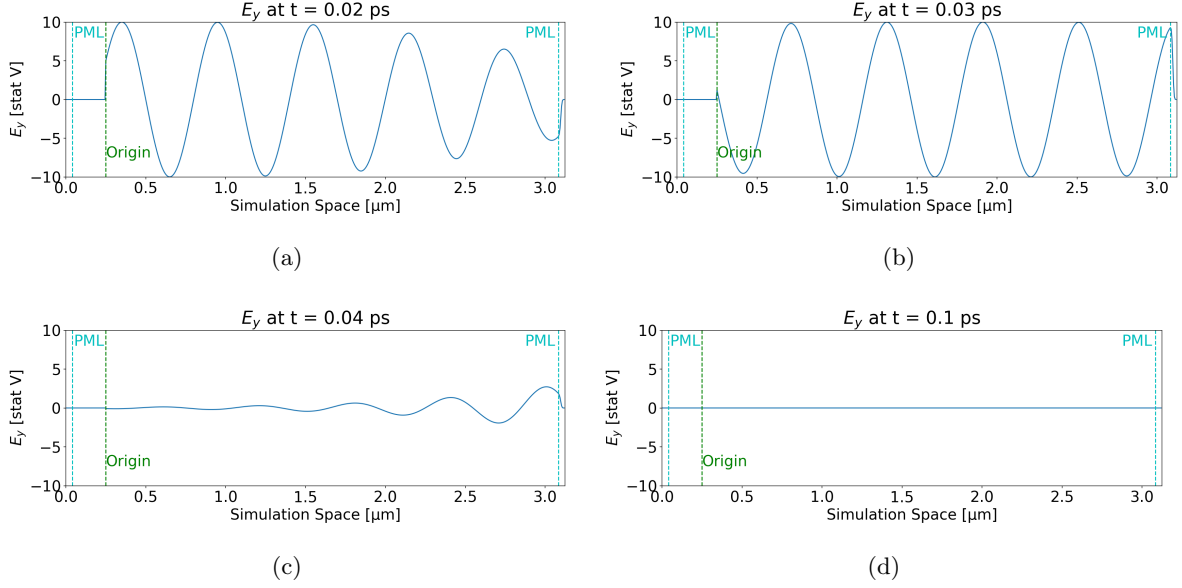 E_y at t = 0.02 ps
E_y [stat V]
10
5
0
−5
−10
PML
PML
Origin
0.0 0.5 1.0 1.5 2.0 2.5 3.0
Simulation Space [μm]
(a)
E_y at t = 0.03 ps
E_y [stat V]
10
5
0
−5
−10
PML
PML
Origin
0.0 0.5 1.0 1.5 2.0 2.5 3.0
Simulation Space [μm]
(b)
E_y at t = 0.04 ps
E_y [stat V]
10
5
0
−5
−10
PML
PML
Origin
0.0 0.5 1.0 1.5 2.0 2.5 3.0
Simulation Space [μm]
(c)
E_y at t = 0.1 ps
E_y [stat V]
10
5
0
−5
−10
PML
PML
Origin
0.0 0.5 1.0 1.5 2.0 2.5 3.0
Simulation Space [μm]
(d)